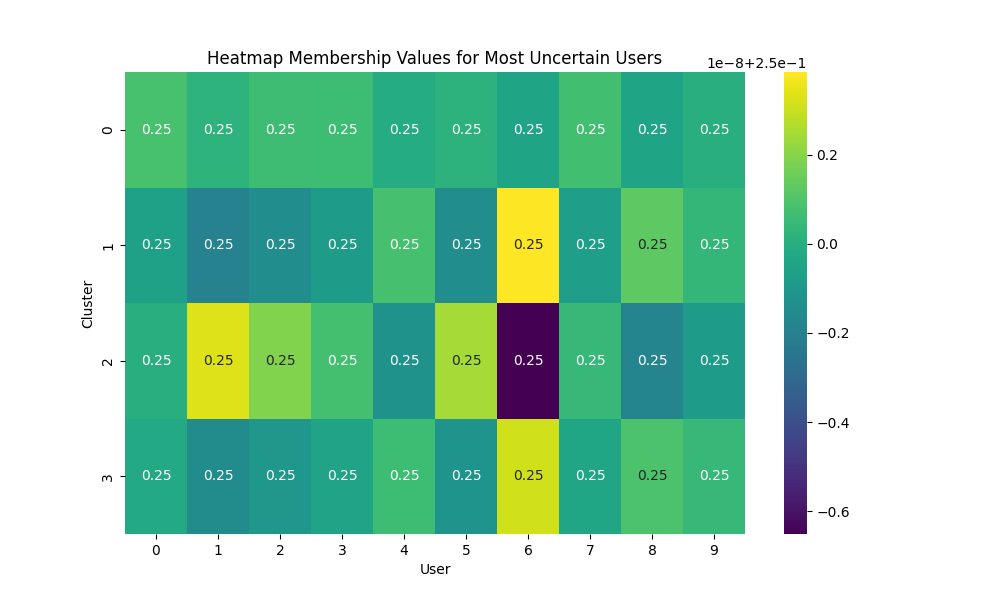 Heatmap Membership Values for Most Uncertain Users
1e−8+2.5e−1
0 0.25 0.25 0.25 0.25 0.25 0.25 0.25 0.25 0.25 0.25
1 0.25 0.25 0.25 0.25 0.25 0.25 0.25 0.25 0.25 0.25
2 0.25 0.25 0.25 0.25 0.25 0.25 0.25 0.25 0.25 0.25
3 0.25 0.25 0.25 0.25 0.25 0.25 0.25 0.25 0.25 0.25
Cluster
0 1 2 3 4 5 6 7 8 9
User
0.2
0.0
−0.2
−0.4
−0.6